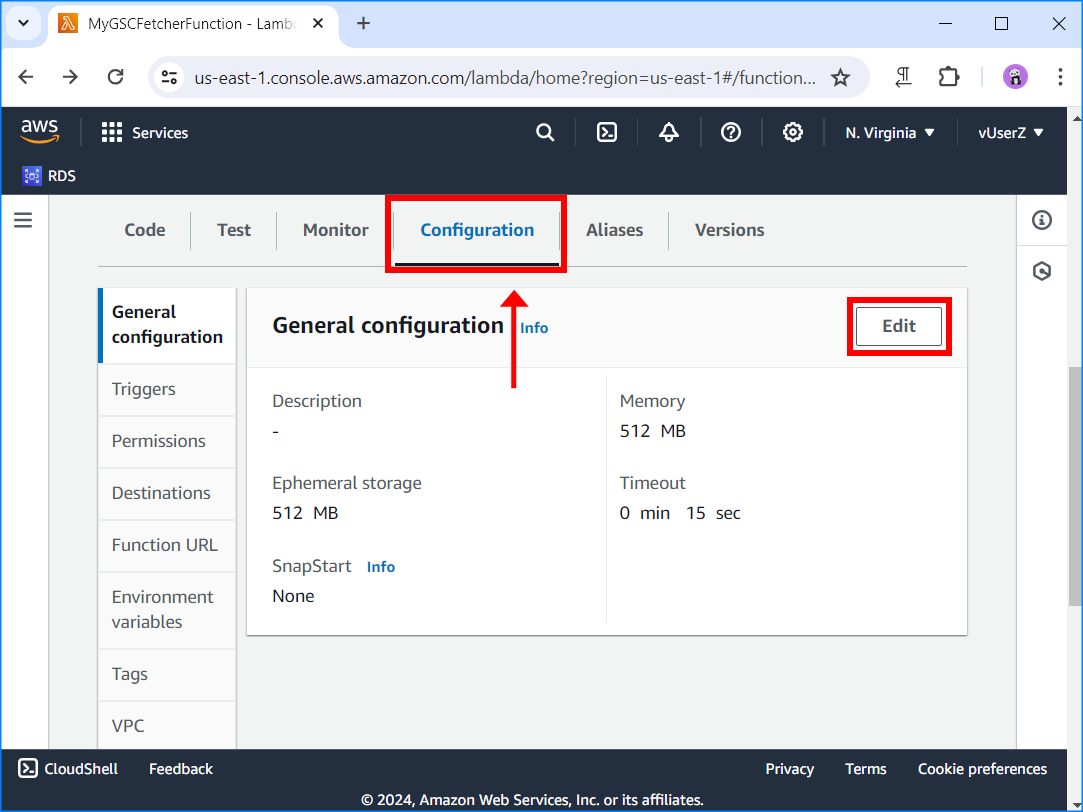 MyGSCFetcherFunction - Lamb
us-east-1.console.aws.amazon.com/lambda/home?region=us-east-1#/function...
aws
Services
N. Virginia
vUserZ
RDS
Code
Test
Monitor
Configuration
Aliases
Versions
General
configuration
Triggers
Permissions
Destinations
Function URL
Environment
variables
Tags
VPC
General configuration
Info
Edit
Description
-
Memory
512 MB
Ephemeral storage
512 MB
Timeout
0 min 15 sec
SnapStart
Info
None
CloudShell
Feedback
Privacy
Terms
Cookie preferences
© 2024, Amazon Web Services, Inc. or its affiliates.